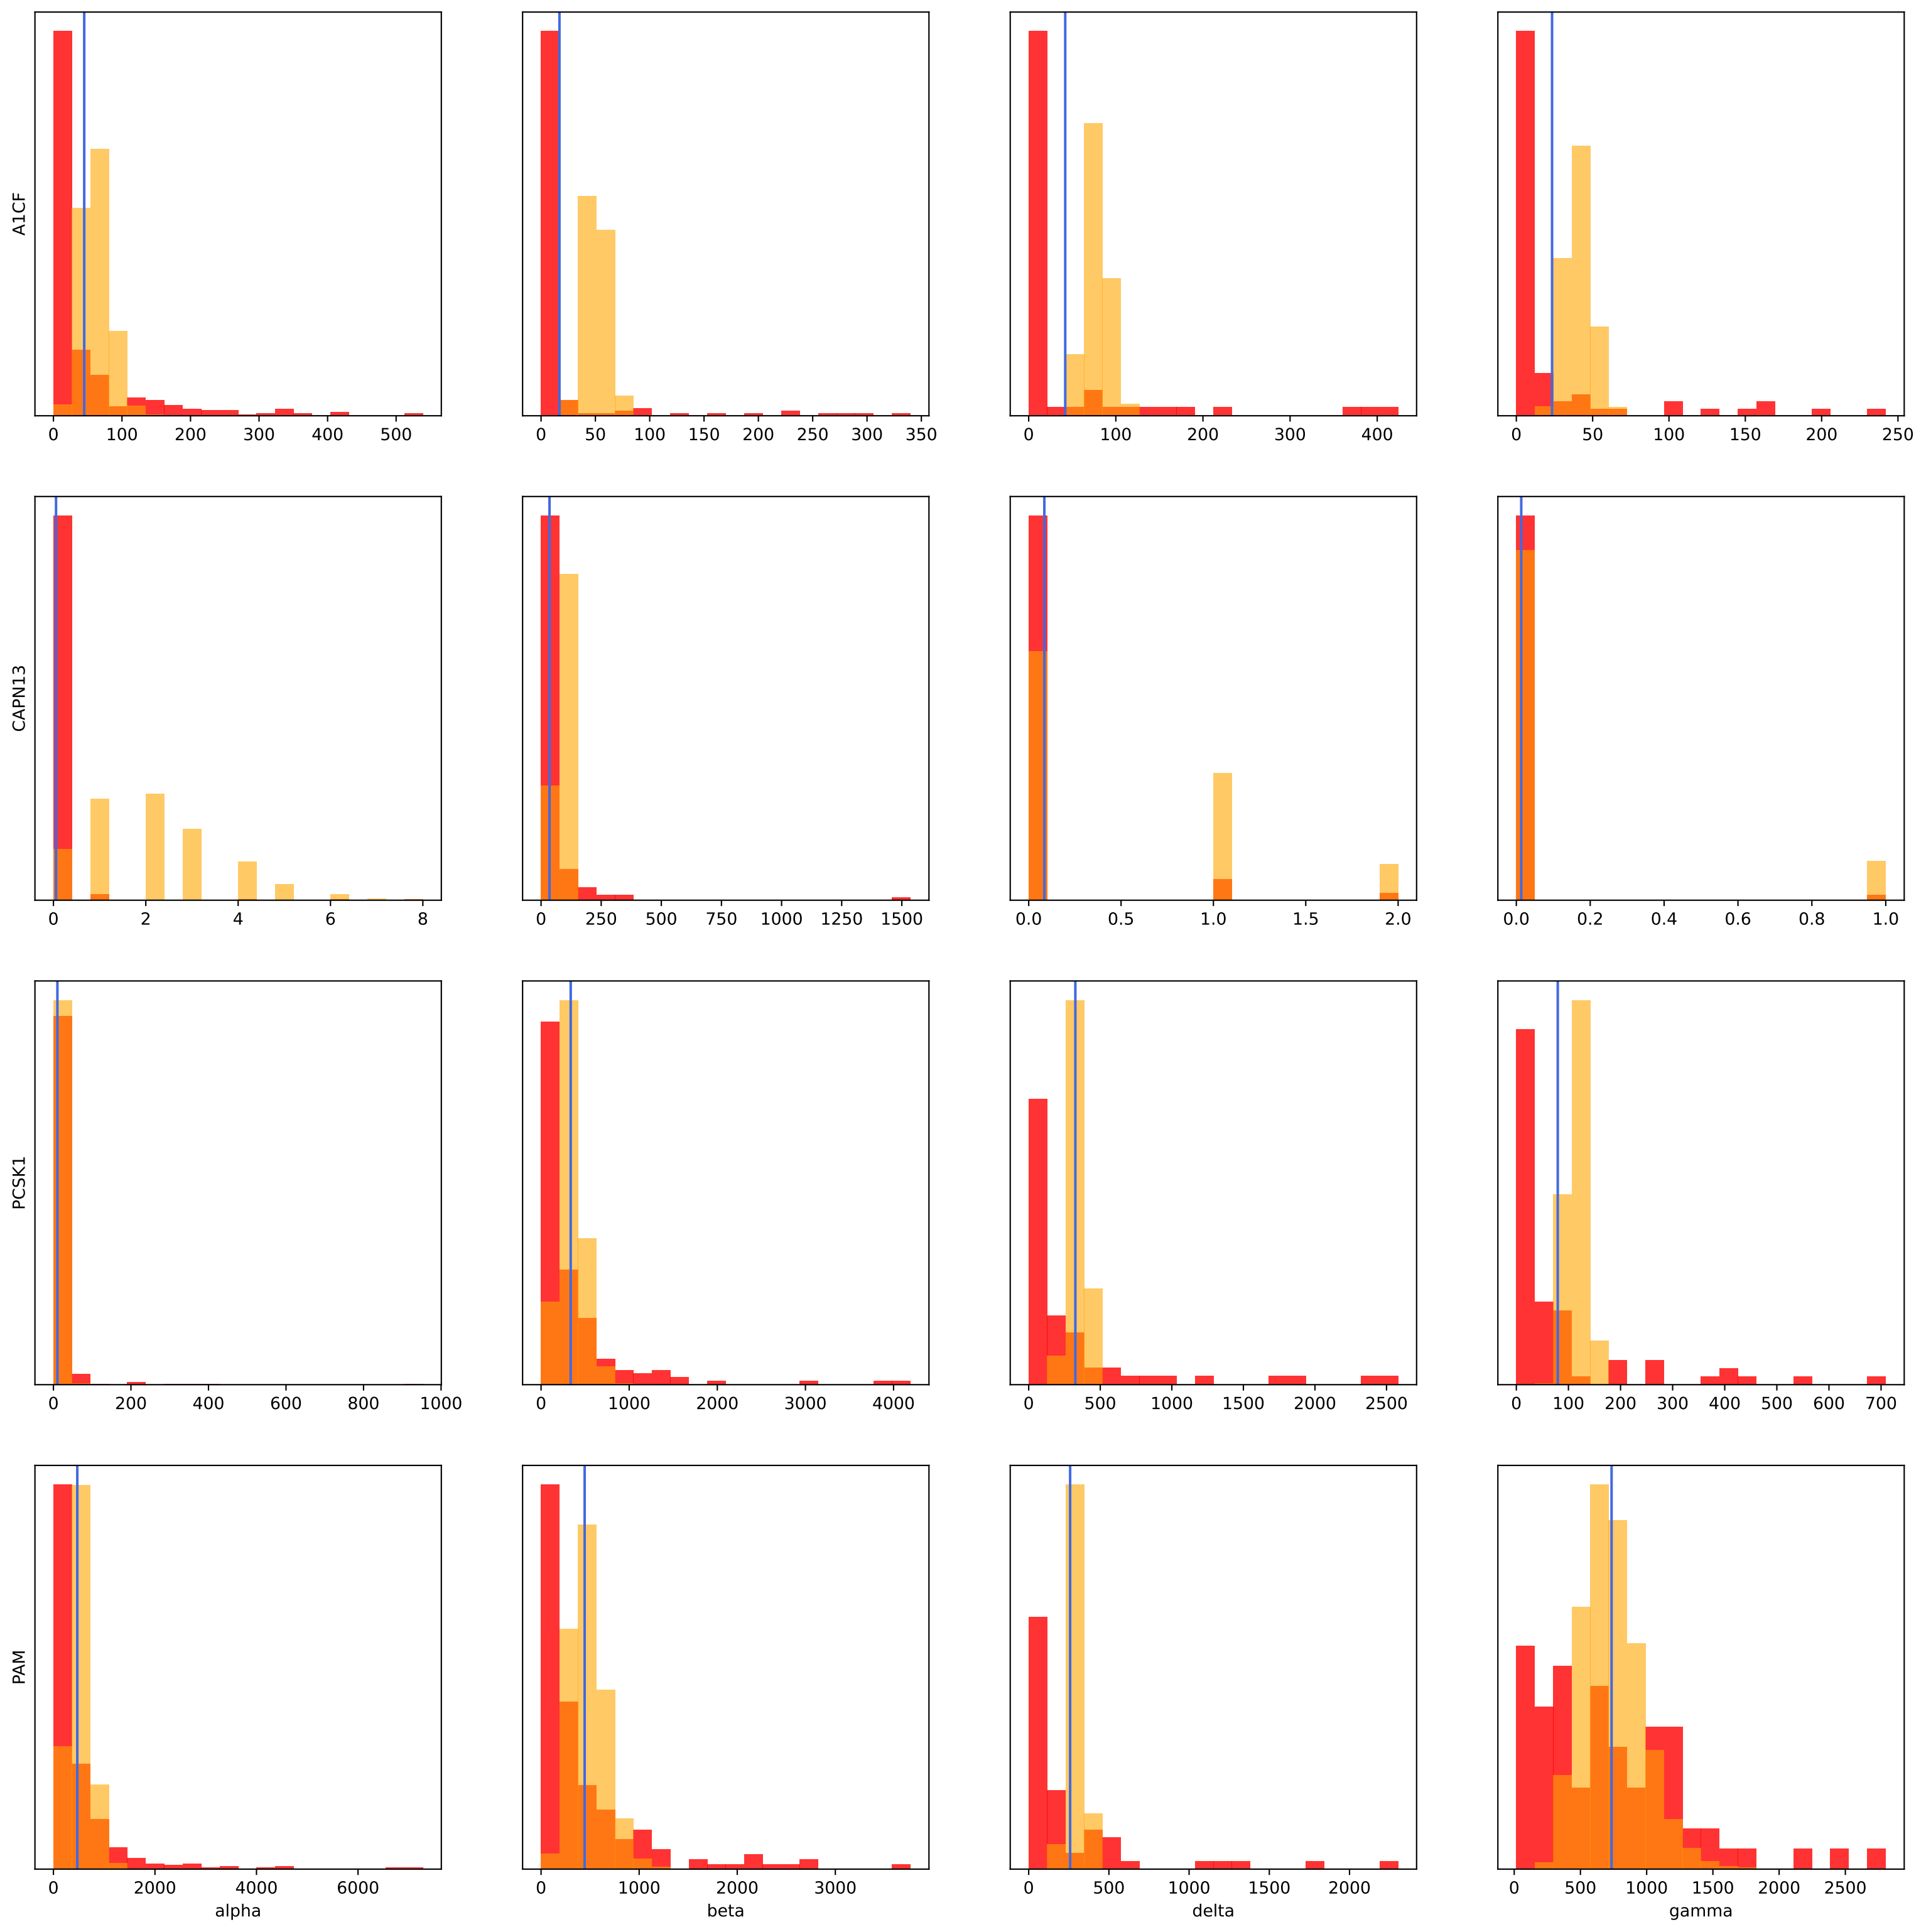 A1CF
0 100 200 300 400 500
0 50 100 150 200 250 300 350
0 100 200 300 400
0 50 100 150 200 250
CAPN13
0 2 4 6 8
0 250 500 750 1000 1250 1500
0.0 0.5 1.0 1.5 2.0
0.0 0.2 0.4 0.6 0.8 1.0
PCSK1
0 200 400 600 800 1000
0 1000 2000 3000 4000
0 500 1000 1500 2000 2500
0 100 200 300 400 500 600 700
PAM
0 2000 4000 6000
0 1000 2000 3000
0 500 1000 1500 2000
0 500 1000 1500 2000 2500
alpha
beta
delta
gamma